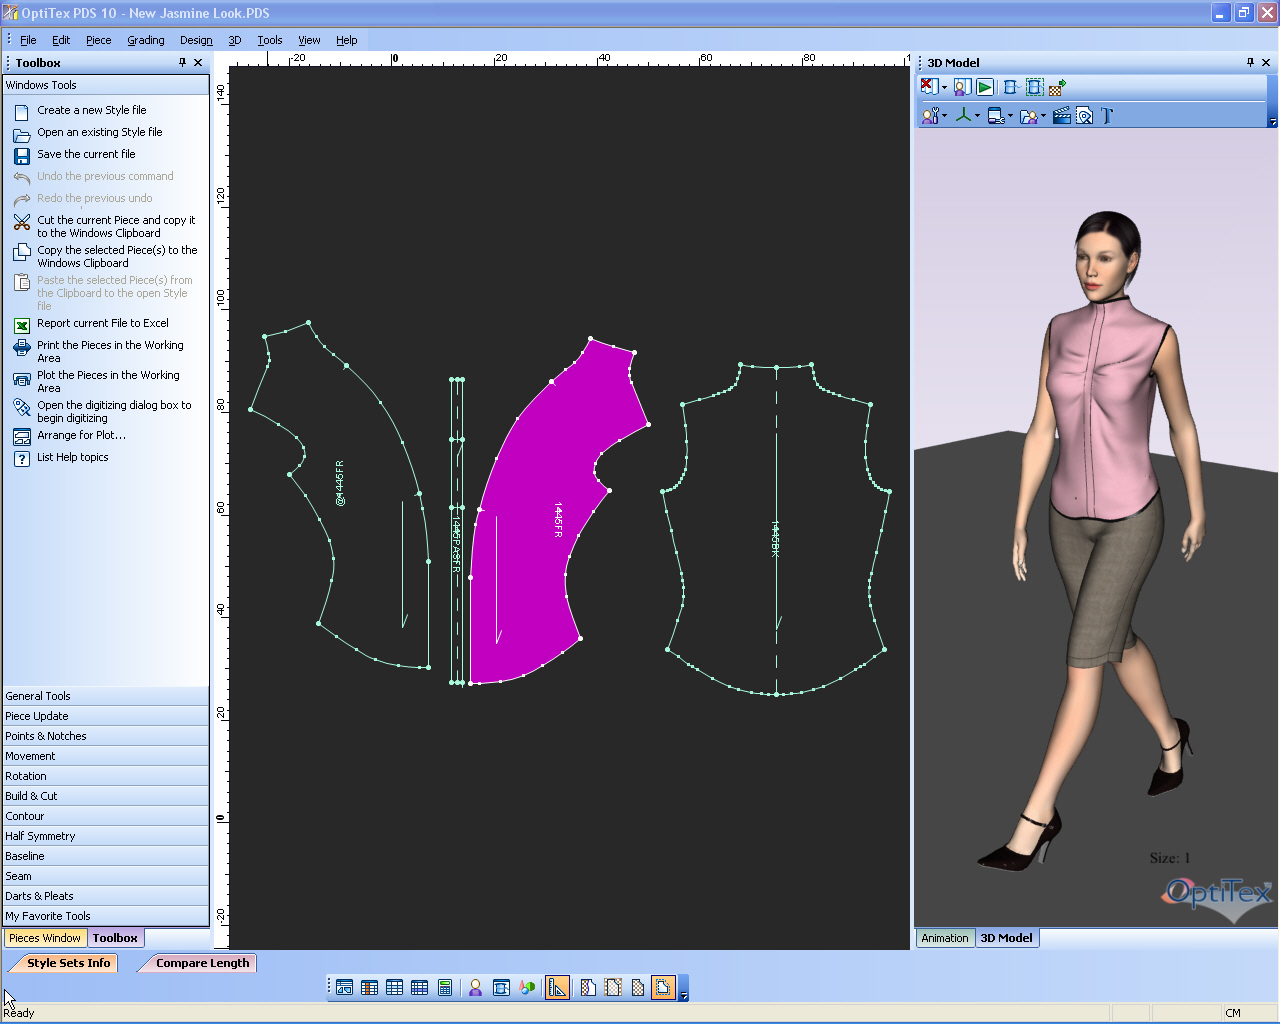 OptiTex PDS 10 - New Jasmine Look.PDS
File Edit Piece Grading Design 3D Tools View Help
Toolbox
Windows Tools
Create a new Style file
Open an existing Style file
Save the current file
Undo the previous command
Redo the previous undo
Cut the current Piece and copy it
to the Windows Clipboard
Copy the selected Piece(s) to the
Windows Clipboard
Paste the selected Piece(s) from
the Clipboard to the open Style
file
Report current File to Excel
Print the Pieces in the Working
Area
Plot the Pieces in the Working
Area
Open the digitizing dialog box to
begin digitizing
Arrange for Plot...
List Help topics
General Tools
Piece Update
Points & Notches
Movement
Rotation
Build & Cut
Contour
Half Symmetry
Baseline
Seam
Darts & Pleats
My Favorite Tools
Pieces Window Toolbox
Style Sets Info Compare Length
-20 0 20 40 60 80 1
140
120
100
80
60
40
20
0
-20
@1445FR
1445PASFR
1445FR
1445BK
3D Model
Size: 1
OptiTex
Animation 3D Model
Ready
CM